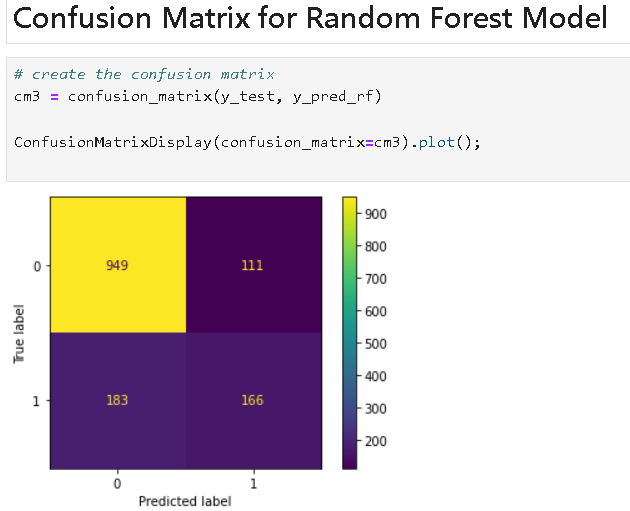 Confusion Matrix for Random Forest Model
# create the confusion matrix
cm3 = confusion_matrix(y_test, y_pred_rf)
ConfusionMatrixDisplay(confusion_matrix=cm3).plot();
949 111
183 166
0
1
True label
0 1
Predicted label
900
800
700
600
500
400
300
200